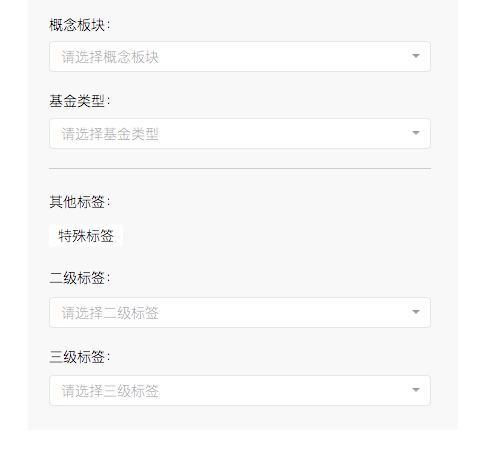 概念板块：
请选择概念板块
基金类型：
请选择基金类型
其他标签：
特殊标签
二级标签：
请选择二级标签
三级标签：
请选择三级标签